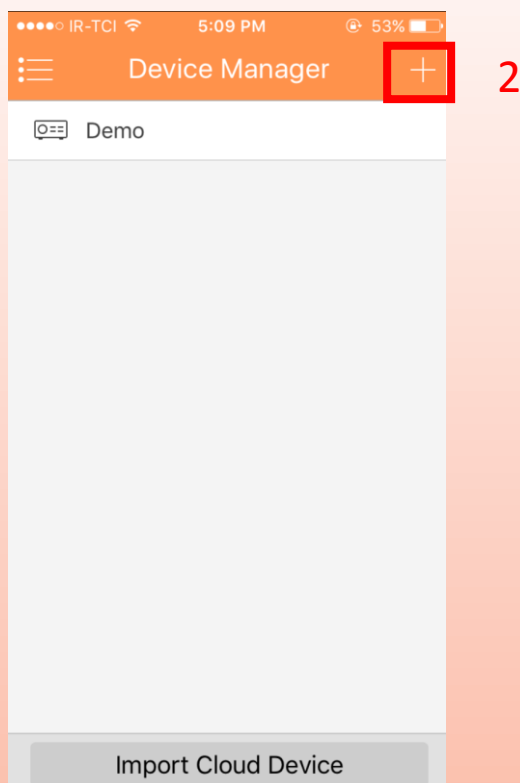 IR-TCI 5:09 PM 53%
Device Manager
2
Demo
Import Cloud Device